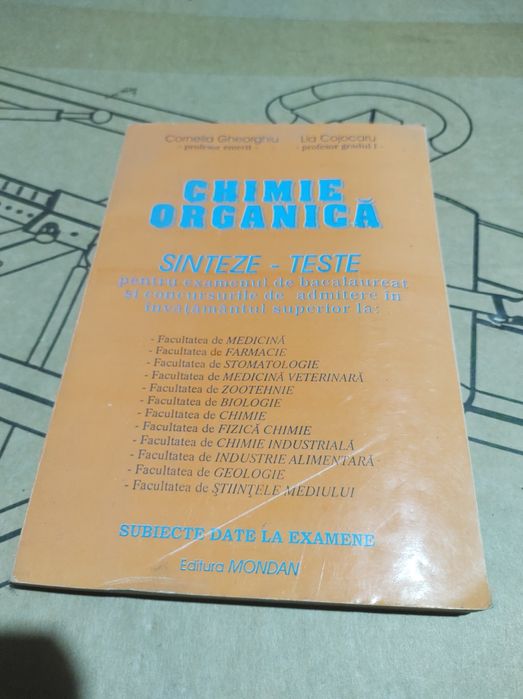 Cornelia Gheorghiu Lia Cojocaru
- profesor emerit - - profesor gradul I -
CHIMIE
ORGANICĂ
SINTEZE - TESTE
pentru examenul de bacalaureat
și concursurile de admitere în
învățământul superior la:
- Facultatea de MEDICINĂ
- Facultatea de FARMACIE
- Facultatea de STOMATOLOGIE
- Facultatea de MEDICINĂ VETERINARĂ
- Facultatea de ZOOTEHNIE
- Facultatea de BIOLOGIE
- Facultatea de CHIMIE
- Facultatea de FIZICĂ CHIMIE
- Facultatea de CHIMIE INDUSTRIALĂ
- Facultatea de INDUSTRIE ALIMENTARĂ
- Facultatea de GEOLOGIE
- Facultatea de ȘTIINȚELE MEDIULUI
SUBIECTE DATE LA EXAMENE
Editura MONDAN